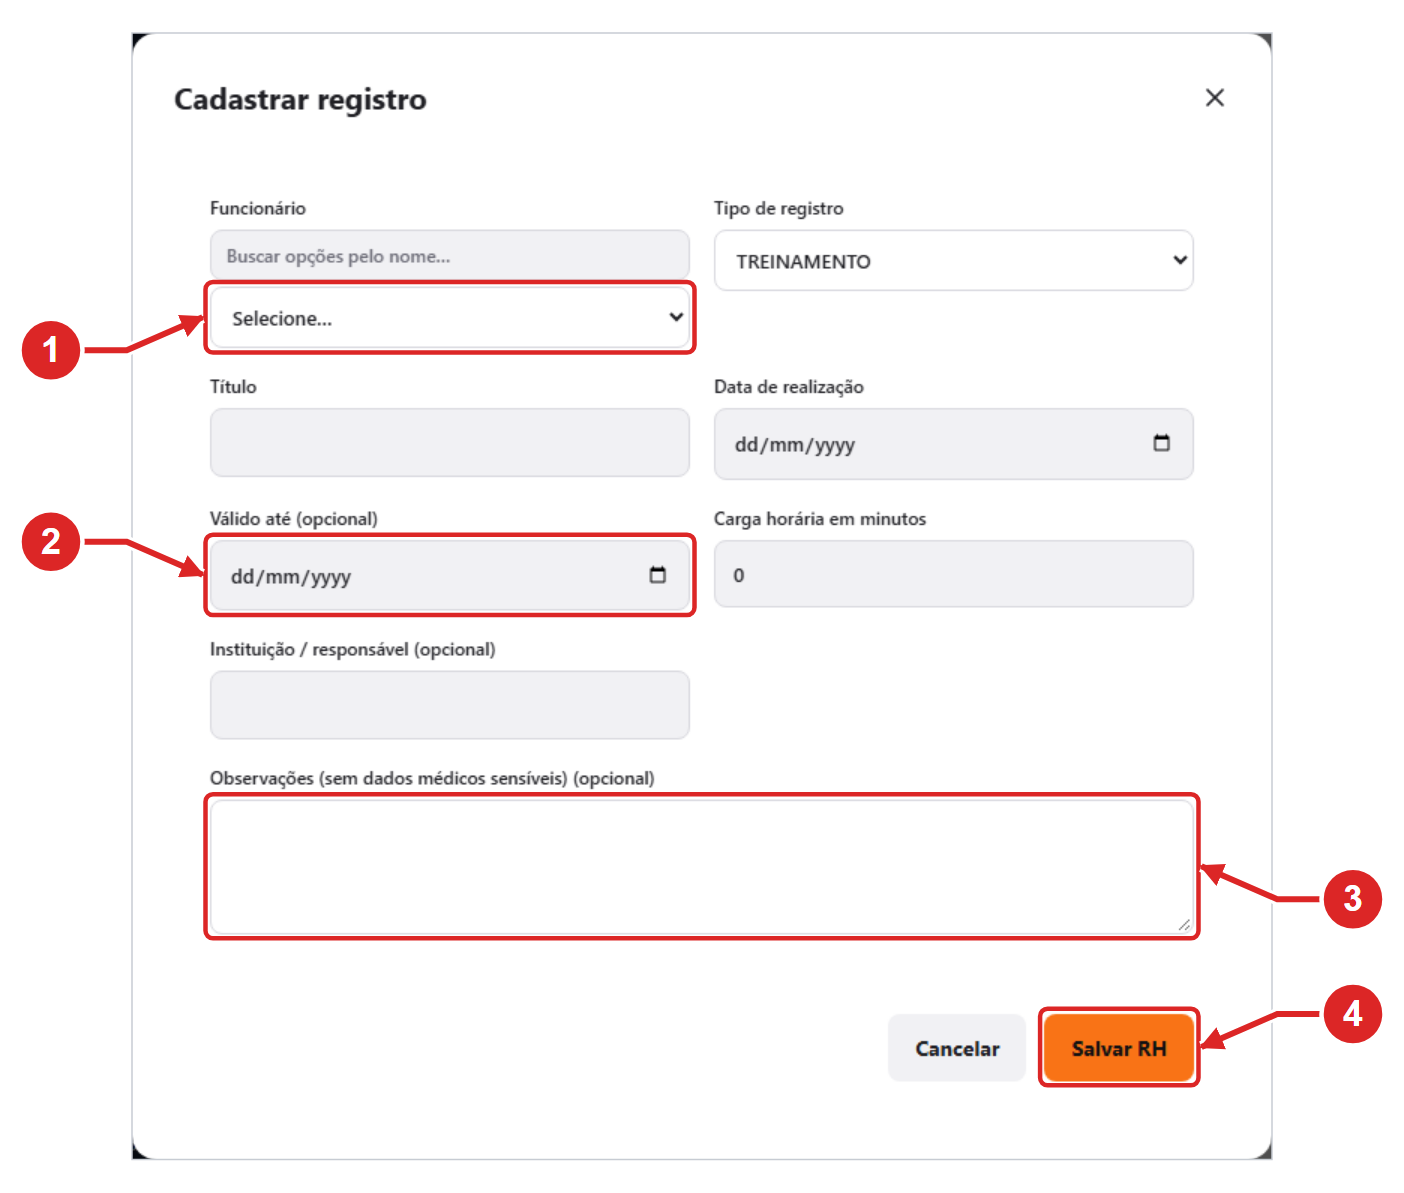 Cadastrar registro
Funcionário
Tipo de registro
Buscar opções pelo nome...
TREINAMENTO
Selecione...
1
Título
Data de realização
dd/mm/yyyy
Válido até (opcional)
Carga horária em minutos
2
dd/mm/yyyy
0
Instituição / responsável (opcional)
Observações (sem dados médicos sensíveis) (opcional)
3
4
Cancelar
Salvar RH